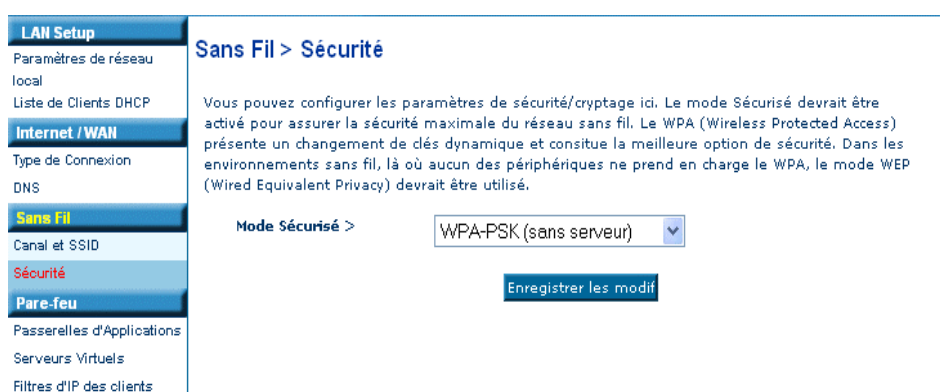 LAN Setup
Paramètres de réseau
local
Liste de Clients DHCP
Internet / WAN
Type de Connexion
DNS
Sans Fil
Canal et SSID
Sécurité
Pare-feu
Passerelles d'Applications
Serveurs Virtuels
Filtres d'IP des clients
Sans Fil > Sécurité
Vous pouvez configurer les paramètres de sécurité/cryptage ici. Le mode Sécurisé devrait être
activé pour assurer la sécurité maximale du réseau sans fil. Le WPA (Wireless Protected Access)
présente un changement de clés dynamique et consitue la meilleure option de sécurité. Dans les
environnements sans fil, là où aucun des périphériques ne prend en charge le WPA, le mode WEP
(Wired Equivalent Privacy) devrait être utilisé.
Mode Sécurisé >
WPA-PSK (sans serveur)
Enregistrer les modif